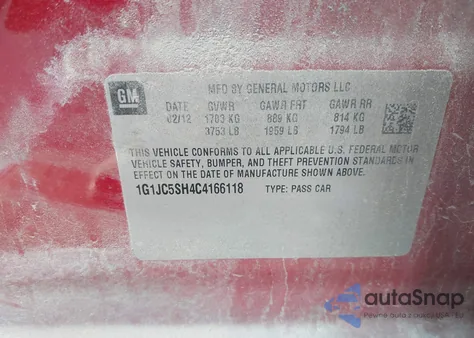 GM
MFD BY GENERAL MOTORS LLC
DATE GVWR GAWR FRT GAWR RR
02/12 1703 KG 889 KG 814 KG
3753 LB 1959 LB 1794 LB
THIS VEHICLE CONFORMS TO ALL APPLICABLE U.S. FEDERAL MOTOR
VEHICLE SAFETY, BUMPER, AND THEFT PREVENTION STANDARDS IN
EFFECT ON THE DATE OF MANUFACTURE SHOWN ABOVE.
1G1JC5SH4C4166118 TYPE: PASS CAR
autoSnap
Pewne auta z